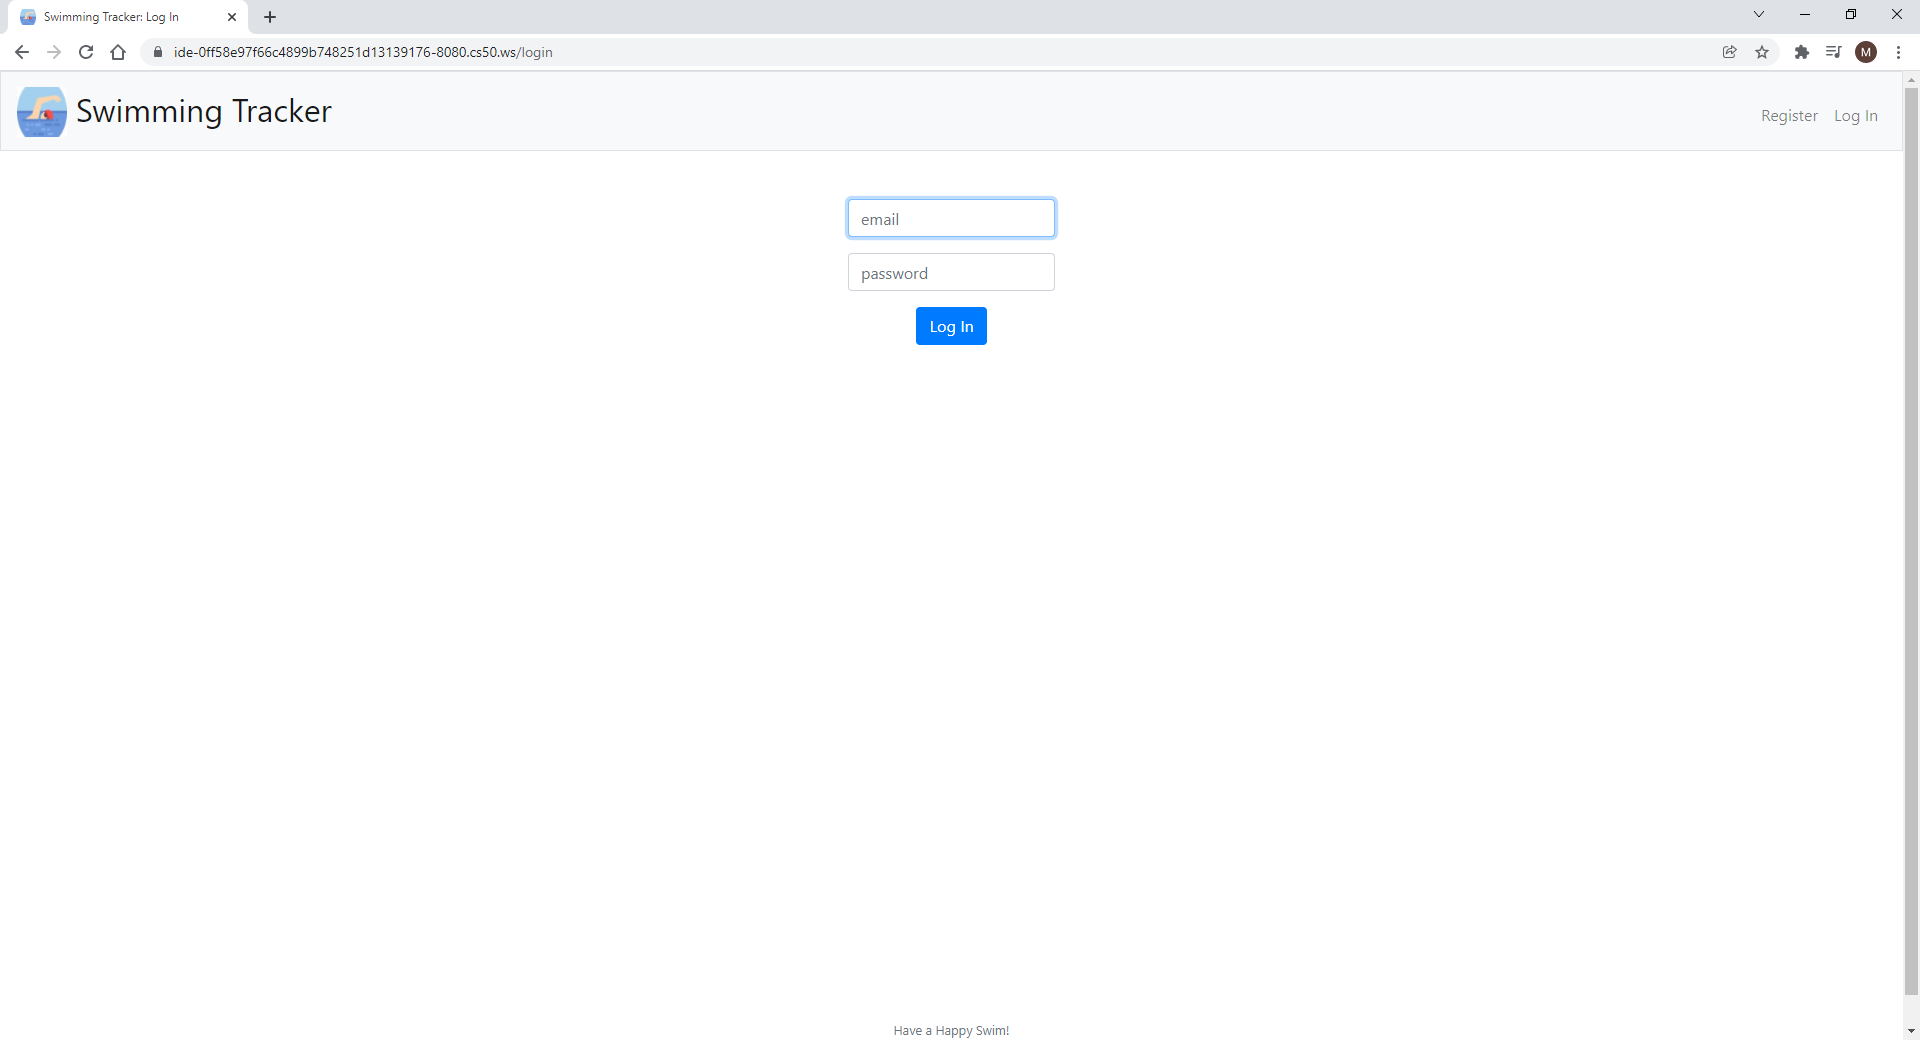 Swimming Tracker: Log In
ide-0ff58e97f66c4899b748251d13139176-8080.cs50.ws/login
M
Swimming Tracker
Register Log In
email
password
Log In
Have a Happy Swim!